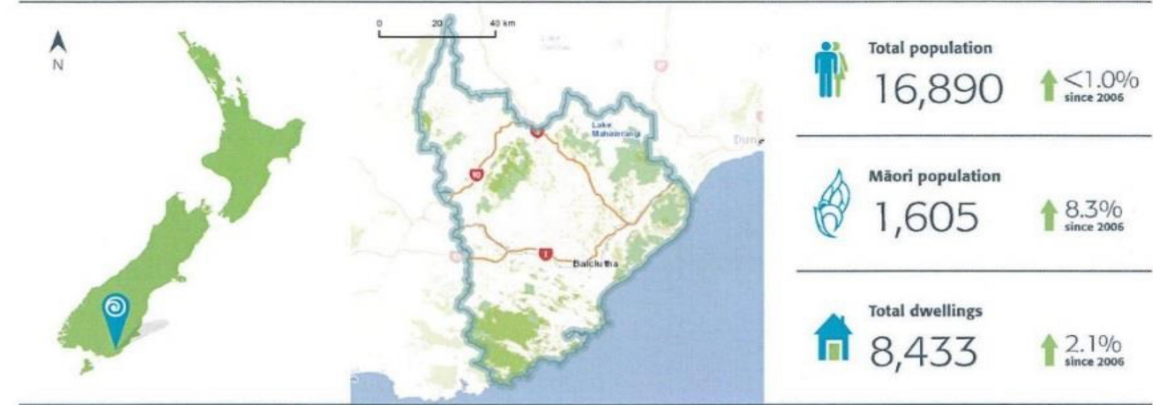 N
0 20 40 km
Lake
Mahinerangi
90
1
Balclutha
Total population
16,890
<1.0%
since 2006
Māori population
1,605
8.3%
since 2006
Total dwellings
8,433
2.1%
since 2006